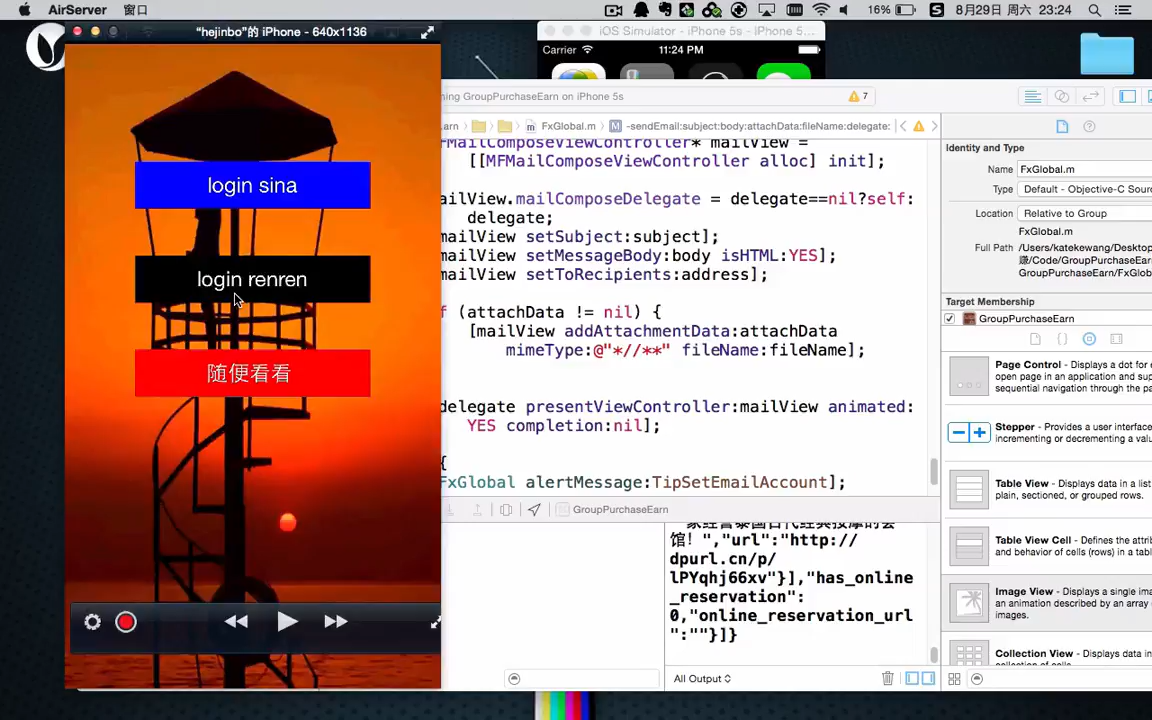 AirServer 窗口
16%
8月29日 周六 23:24
"hejinbo"的 iPhone - 640x1136
login sina
login renren
随便看看
iOS Simulator - iPhone 5s - iPhone 5...
Carrier 11:24 PM
ning GroupPurchaseEarn on iPhone 5s
7
FxGlobal.m
M -sendEmail:subject:body:attachData:fileName:delegate:
FMailComposeViewController* mailView =
[[MFMailComposeViewController alloc] init];
mailView.mailComposeDelegate = delegate==nil?self:
delegate;
mailView setSubject:subject];
mailView setMessageBody:body isHTML:YES];
mailView setToRecipients:address];
f (attachData != nil) {
[mailView addAttachmentData:attachData
mimeType:@"*//**" fileName:fileName];
delegate presentViewController:mailView animated:
YES completion:nil];
{
FxGlobal alertMessage:TipSetEmailAccount];
GroupPurchaseEarn
馆！","url":"http://
dpurl.cn/p/
lPYqhj66xv"}],"has_online
_reservation":
0,"online_reservation_url
":""}]}
All Output
Identity and Type
Name FxGlobal.m
Type Default - Objective-C Sourc
Location Relative to Group
FxGlobal.m
Full Path /Users/katekewang/Desktop
/Code/GroupPurchaseEarn
GroupPurchaseEarn/FxGlob
Target Membership
GroupPurchaseEarn
Page Control - Displays a dot for
open page in an application and sup
sequential navigation through the pa
Stepper - Provides a user interface
incrementing or decrementing a valu
Table View - Displays data in a list
plain, sectioned, or grouped rows.
Table View Cell - Defines the attrib
and behavior of cells (rows) in a tabl
Image View - Displays a single ima
an animation described by an array o
images.
Collection View - Displays data in